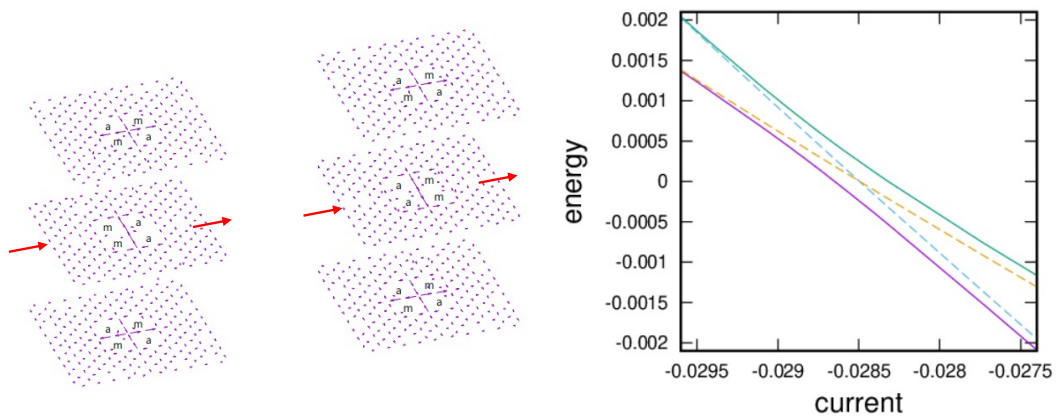 a m
m a
m a
m a
a m
m a
a m
m a
a m
m m
a m
m a
energy
0.002
0.0015
0.001
0.0005
0
-0.0005
-0.001
-0.0015
-0.002
-0.0295 -0.029 -0.0285 -0.028 -0.0275
current